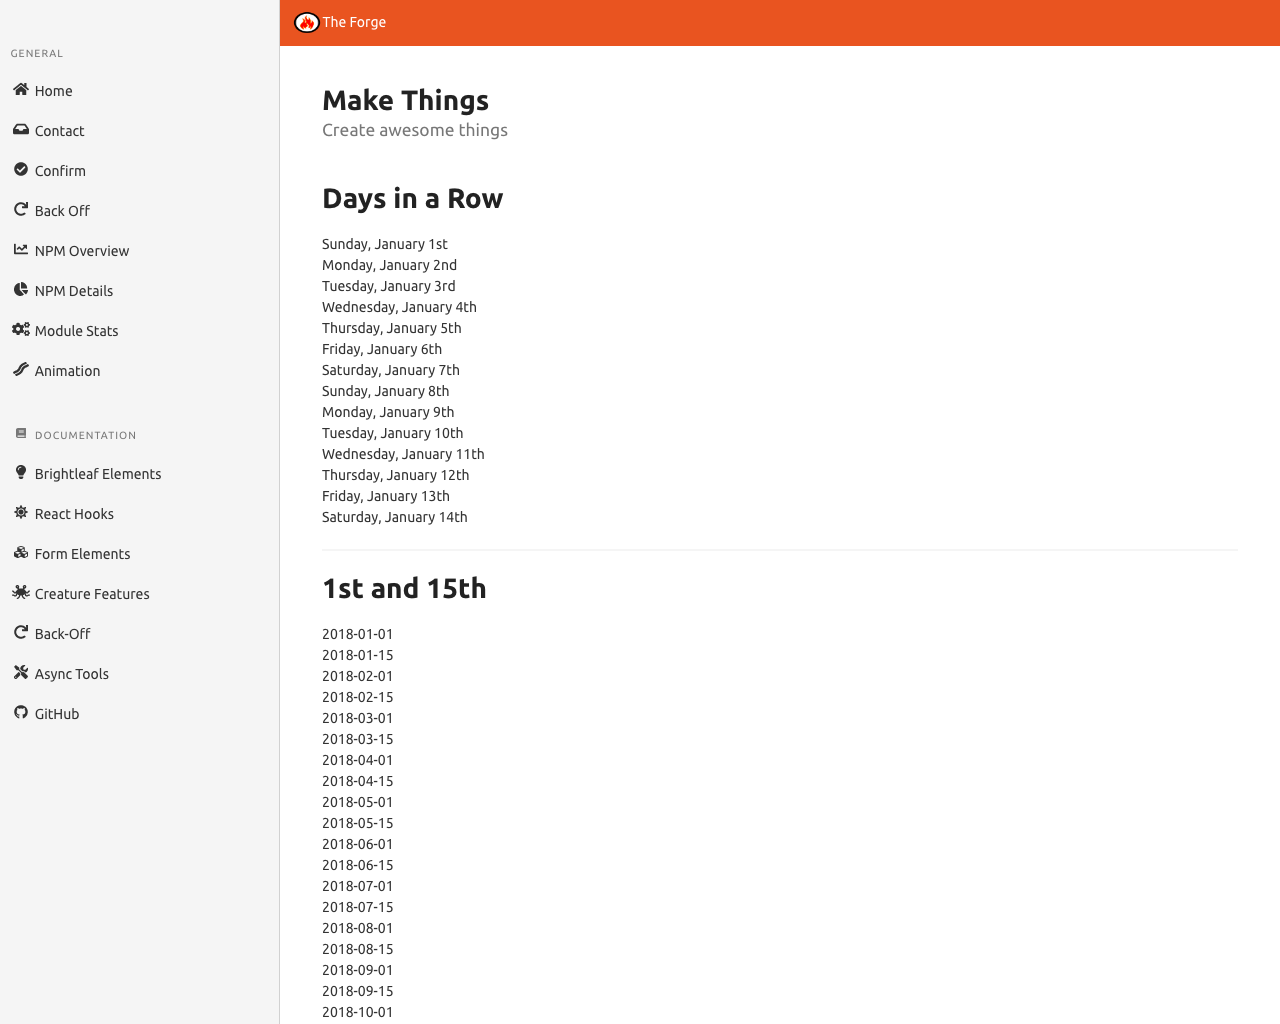 GENERAL
Home
Contact
Confirm
Back Off
NPM Overview
NPM Details
Module Stats
Animation
DOCUMENTATION
Brightleaf Elements
React Hooks
Form Elements
Creature Features
Back-Off
Async Tools
GitHub
The Forge
Make Things
Create awesome things
Days in a Row
Sunday, January 1st
Monday, January 2nd
Tuesday, January 3rd
Wednesday, January 4th
Thursday, January 5th
Friday, January 6th
Saturday, January 7th
Sunday, January 8th
Monday, January 9th
Tuesday, January 10th
Wednesday, January 11th
Thursday, January 12th
Friday, January 13th
Saturday, January 14th
1st and 15th
2018-01-01
2018-01-15
2018-02-01
2018-02-15
2018-03-01
2018-03-15
2018-04-01
2018-04-15
2018-05-01
2018-05-15
2018-06-01
2018-06-15
2018-07-01
2018-07-15
2018-08-01
2018-08-15
2018-09-01
2018-09-15
2018-10-01